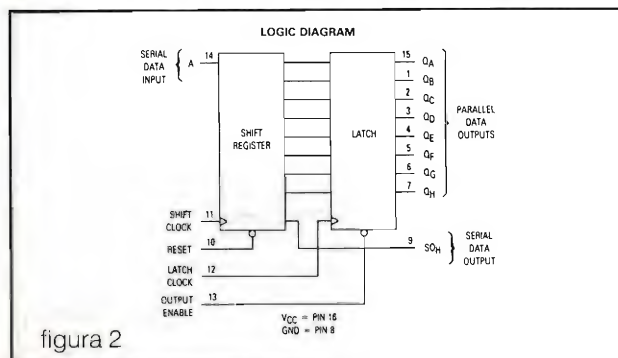 LOGIC DIAGRAM
SERIAL DATA INPUT { A 14
SHIFT REGISTER
LATCH
15 QA
1 QB
2 QC
3 QD
4 QE
5 QF
6 QG
7 QH
PARALLEL DATA OUTPUTS
SHIFT CLOCK 11
RESET 10
LATCH CLOCK 12
OUTPUT ENABLE 13
9 SOH } SERIAL DATA OUTPUT
VCC = PIN 16
GND = PIN 8
figura 2